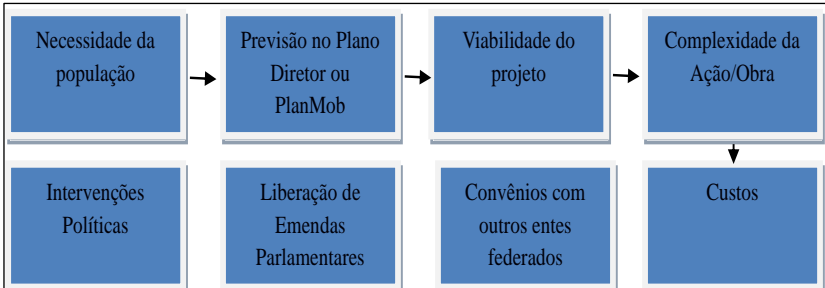 Necessidade da
população
Previsão no Plano
Diretor ou
PlanMob
Viabilidade do
projeto
Complexidade da
Ação/Obra
Intervenções
Políticas
Liberação de
Emendas
Parlamentares
Convênios com
outros entes
federados
Custos